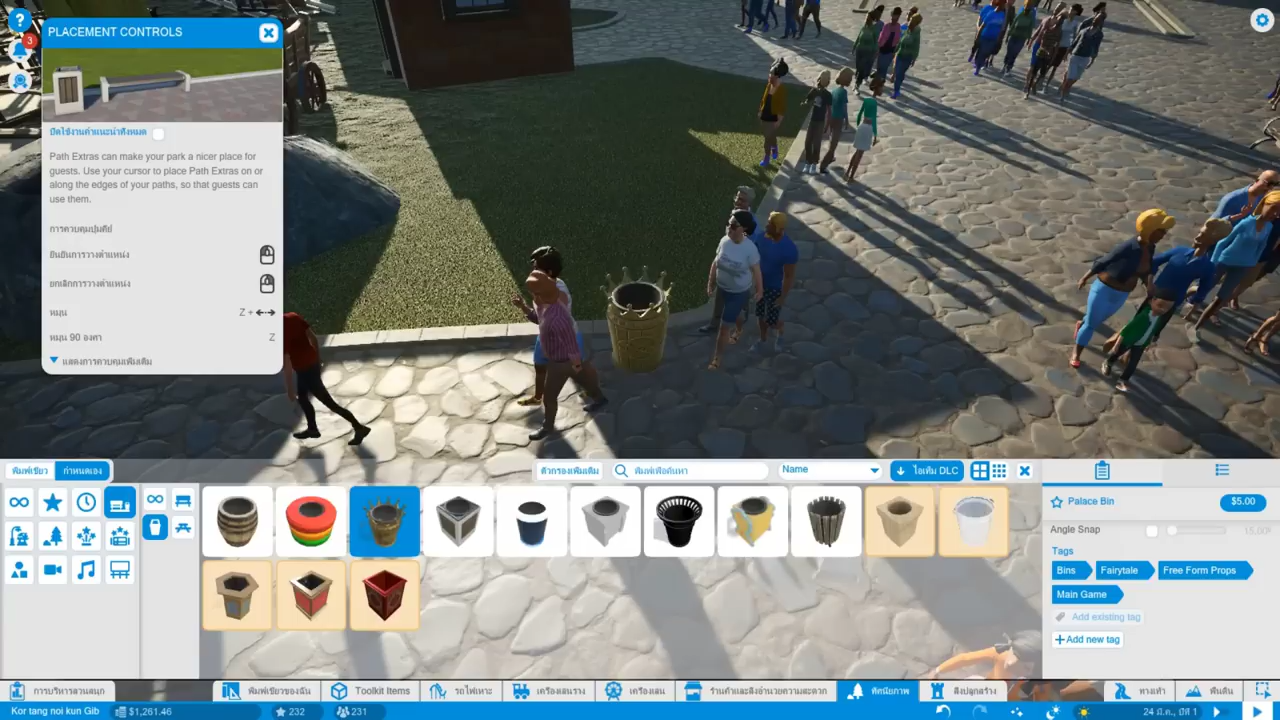 ?
3
PLACEMENT CONTROLS
ปิดใช้งานคำแนะนำทั้งหมด
Path Extras can make your park a nicer place for
guests. Use your cursor to place Path Extras on or
along the edges of your paths, so that guests can
use them.
การควบคุมปุ่มคีย์
ยืนยันการวางตำแหน่ง
ยกเลิกการวางตำแหน่ง
หมุน
Z +
หมุน 90 องศา
Z
แสดงการควบคุมเพิ่มเติม
พิมพ์เขียว
กำหนดเอง
ตัวกรองเพิ่มเติม
พิมพ์เพื่อค้นหา
Name
ไอเท็ม DLC
Palace Bin
$5.00
Angle Snap
15.00°
Tags
Bins
Fairytale
Free Form Props
Main Game
Add existing tag
+Add new tag
การบริหารสวนสนุก
พิมพ์เขียวของฉัน
Toolkit Items
รถไฟเหาะ
เครื่องเล่นราง
เครื่องเล่น
ร้านค้าและสิ่งอำนวยความสะดวก
ทัศนียภาพ
สิ่งปลูกสร้าง
ทางเท้า
พื้นดิน
Kor tang noi kun Gib
$1,261.46
232
231
24 มี.ค., ปีที่ 1